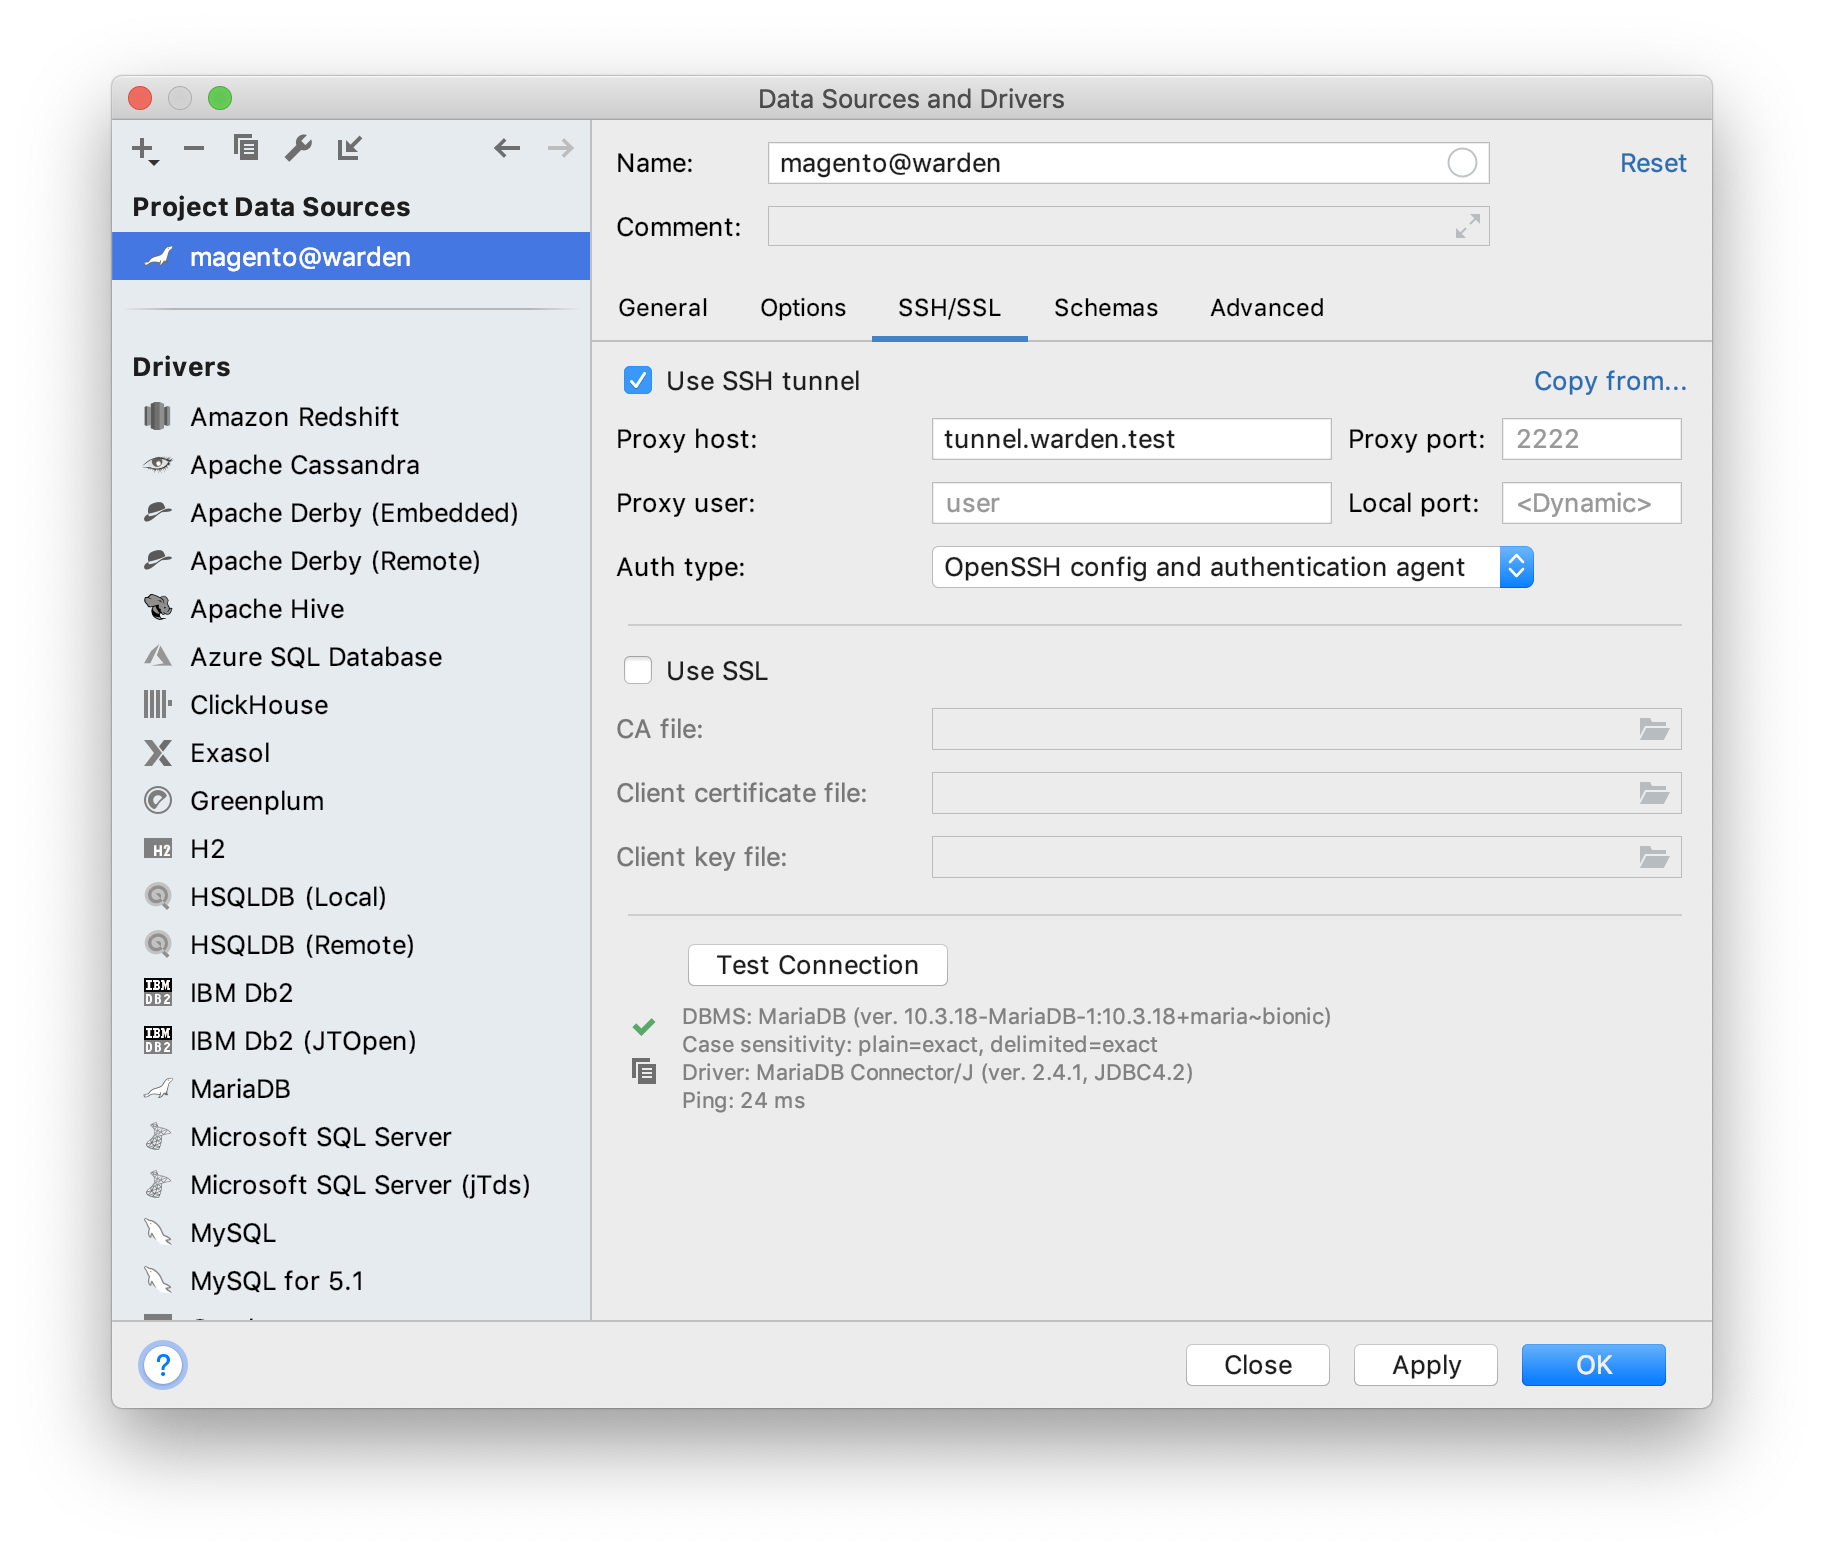 Data Sources and Drivers
Project Data Sources
magento@warden
Drivers
Amazon Redshift
Apache Cassandra
Apache Derby (Embedded)
Apache Derby (Remote)
Apache Hive
Azure SQL Database
ClickHouse
Exasol
Greenplum
H2 H2
HSQLDB (Local)
HSQLDB (Remote)
IBM DB2 IBM Db2
IBM DB2 IBM Db2 (JTOpen)
MariaDB
Microsoft SQL Server
Microsoft SQL Server (jTds)
MySQL
MySQL for 5.1
Name: magento@warden Reset
Comment:
General Options SSH/SSL Schemas Advanced
Use SSH tunnel Copy from...
Proxy host: tunnel.warden.test Proxy port: 2222
Proxy user: user Local port: <Dynamic>
Auth type: OpenSSH config and authentication agent
Use SSL
CA file:
Client certificate file:
Client key file:
Test Connection
DBMS: MariaDB (ver. 10.3.18-MariaDB-1:10.3.18+maria~bionic)
Case sensitivity: plain=exact, delimited=exact
Driver: MariaDB Connector/J (ver. 2.4.1, JDBC4.2)
Ping: 24 ms
? Close Apply OK